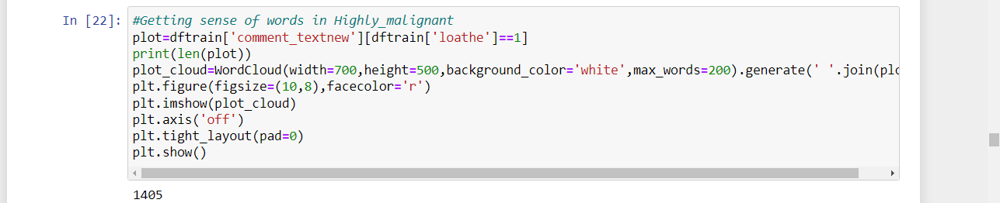 In [22]:
#Getting sense of words in Highly_malignant
plot=dftrain['comment_textnew'][dftrain['loathe']==1]
print(len(plot))
plot_cloud=WordCloud(width=700,height=500,background_color='white',max_words=200).generate(' '.join(plo
plt.figure(figsize=(10,8),facecolor='r')
plt.imshow(plot_cloud)
plt.axis('off')
plt.tight_layout(pad=0)
plt.show()
1405